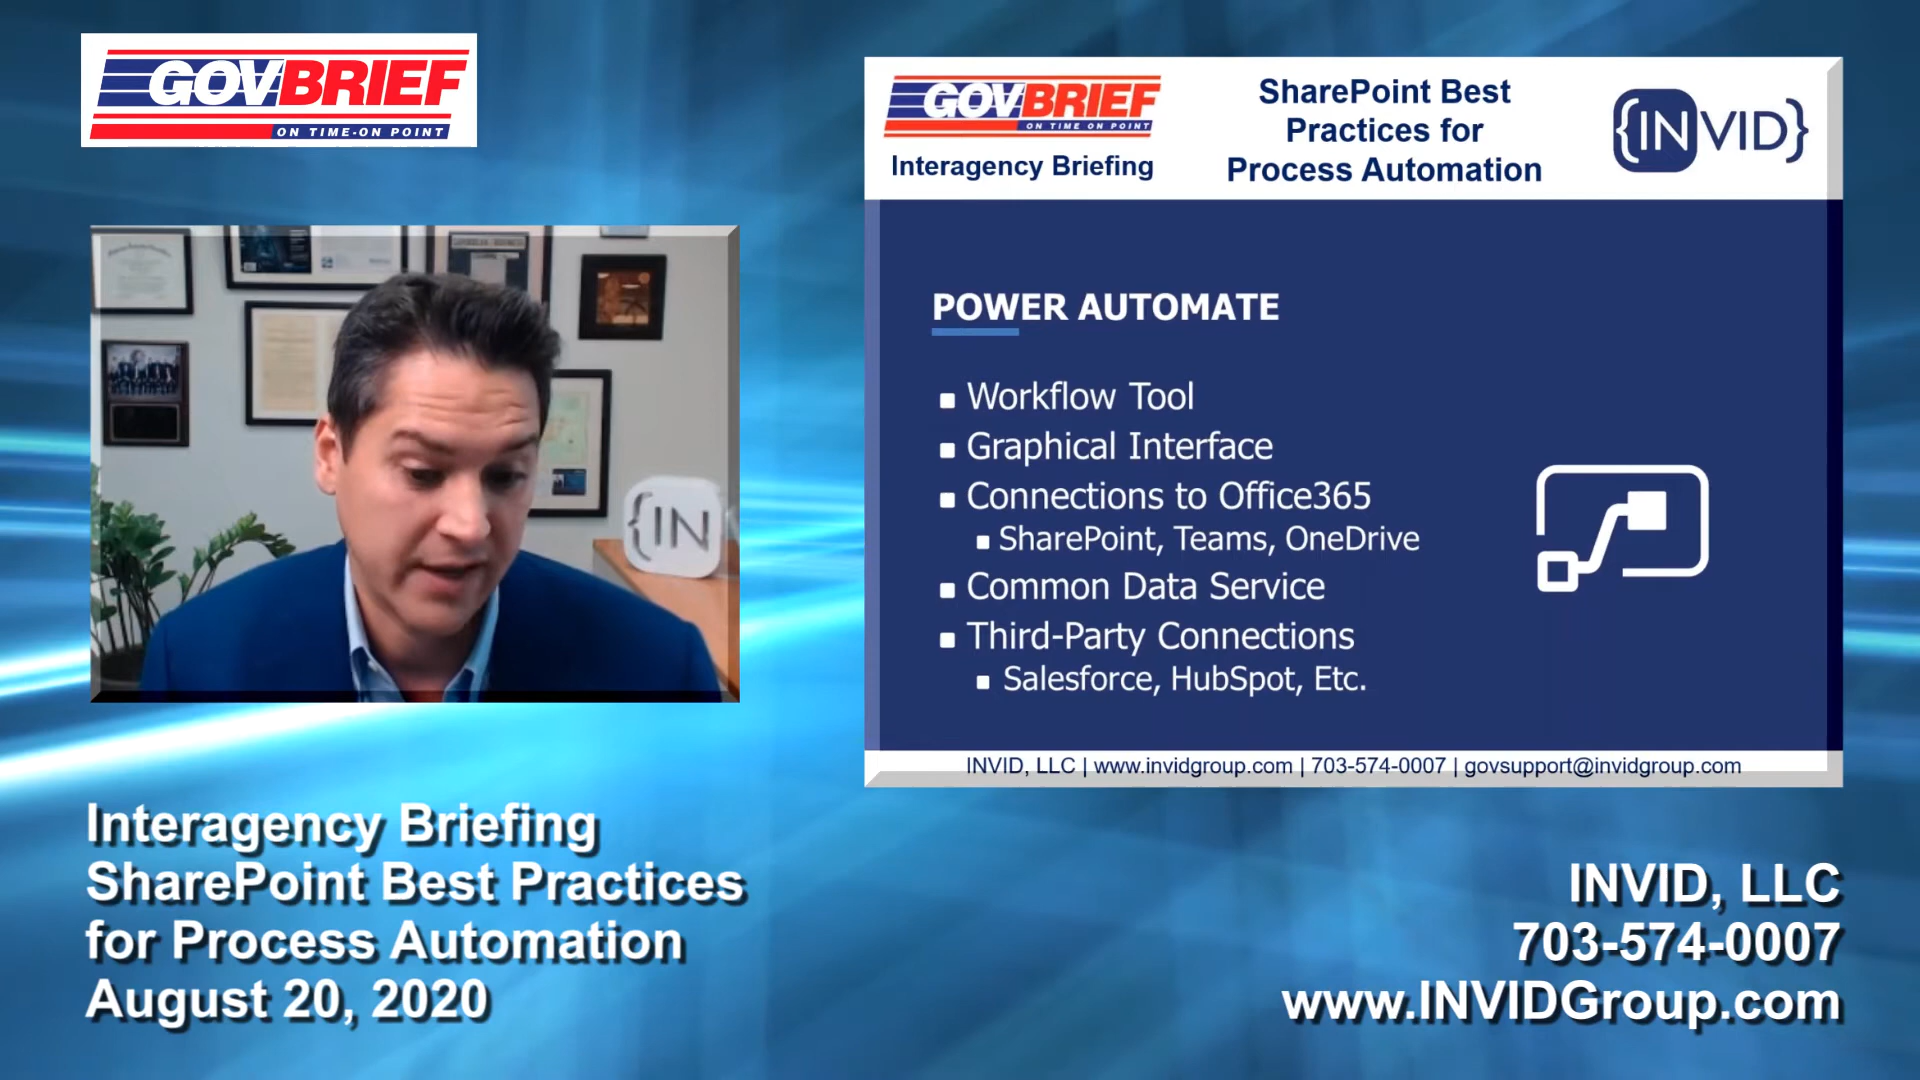 GOVBRIEF
ON TIME-ON POINT
GOVBRIEF
ON TIME ON POINT
Interagency Briefing
SharePoint Best
Practices for
Process Automation
{INVID}
POWER AUTOMATE
Workflow Tool
Graphical Interface
Connections to Office365
SharePoint, Teams, OneDrive
Common Data Service
Third-Party Connections
Salesforce, HubSpot, Etc.
INVID, LLC | www.invidgroup.com | 703-574-0007 | govsupport@invidgroup.com
{IN
Interagency Briefing
SharePoint Best Practices
for Process Automation
August 20, 2020
INVID, LLC
703-574-0007
www.INVIDGroup.com